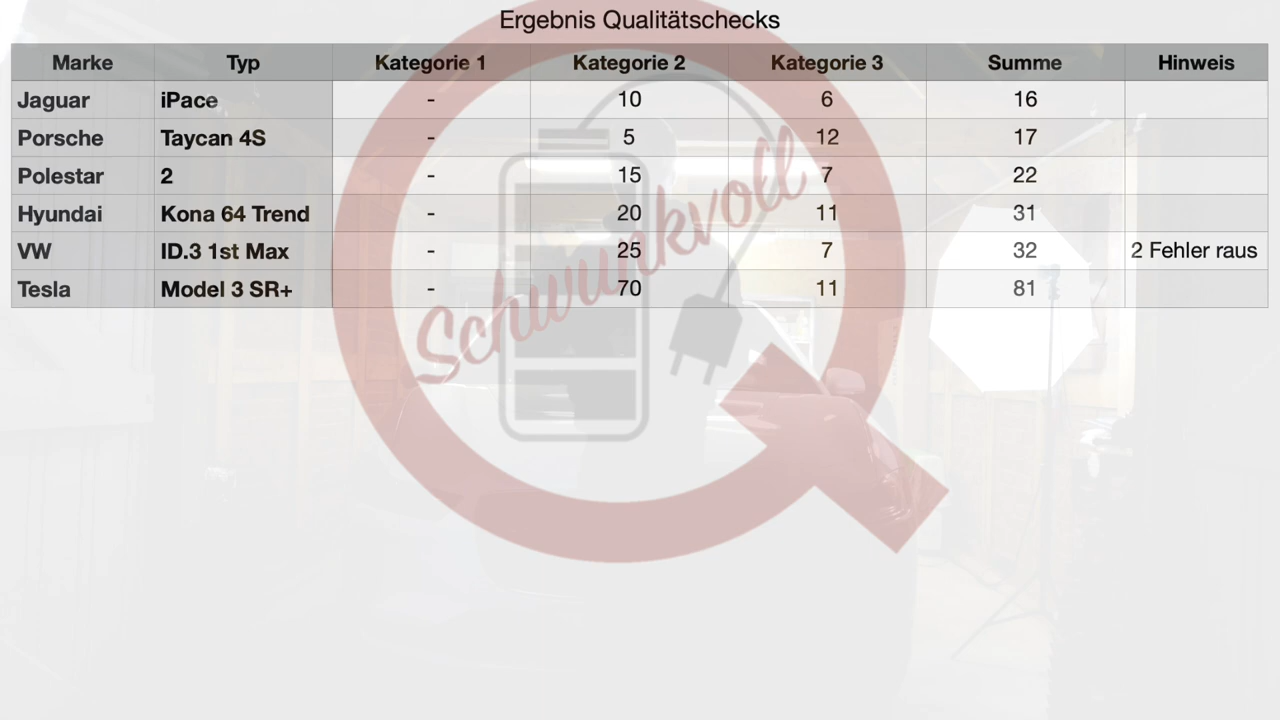 Ergebnis Qualitätschecks
Marke Typ Kategorie 1 Kategorie 2 Kategorie 3 Summe Hinweis
Jaguar iPace - 10 6 16
Porsche Taycan 4S - 5 12 17
Polestar 2 - 15 7 22
Hyundai Kona 64 Trend - 20 11 31
VW ID.3 1st Max - 25 7 32 2 Fehler raus
Tesla Model 3 SR+ - 70 11 81
Schwunkvoll